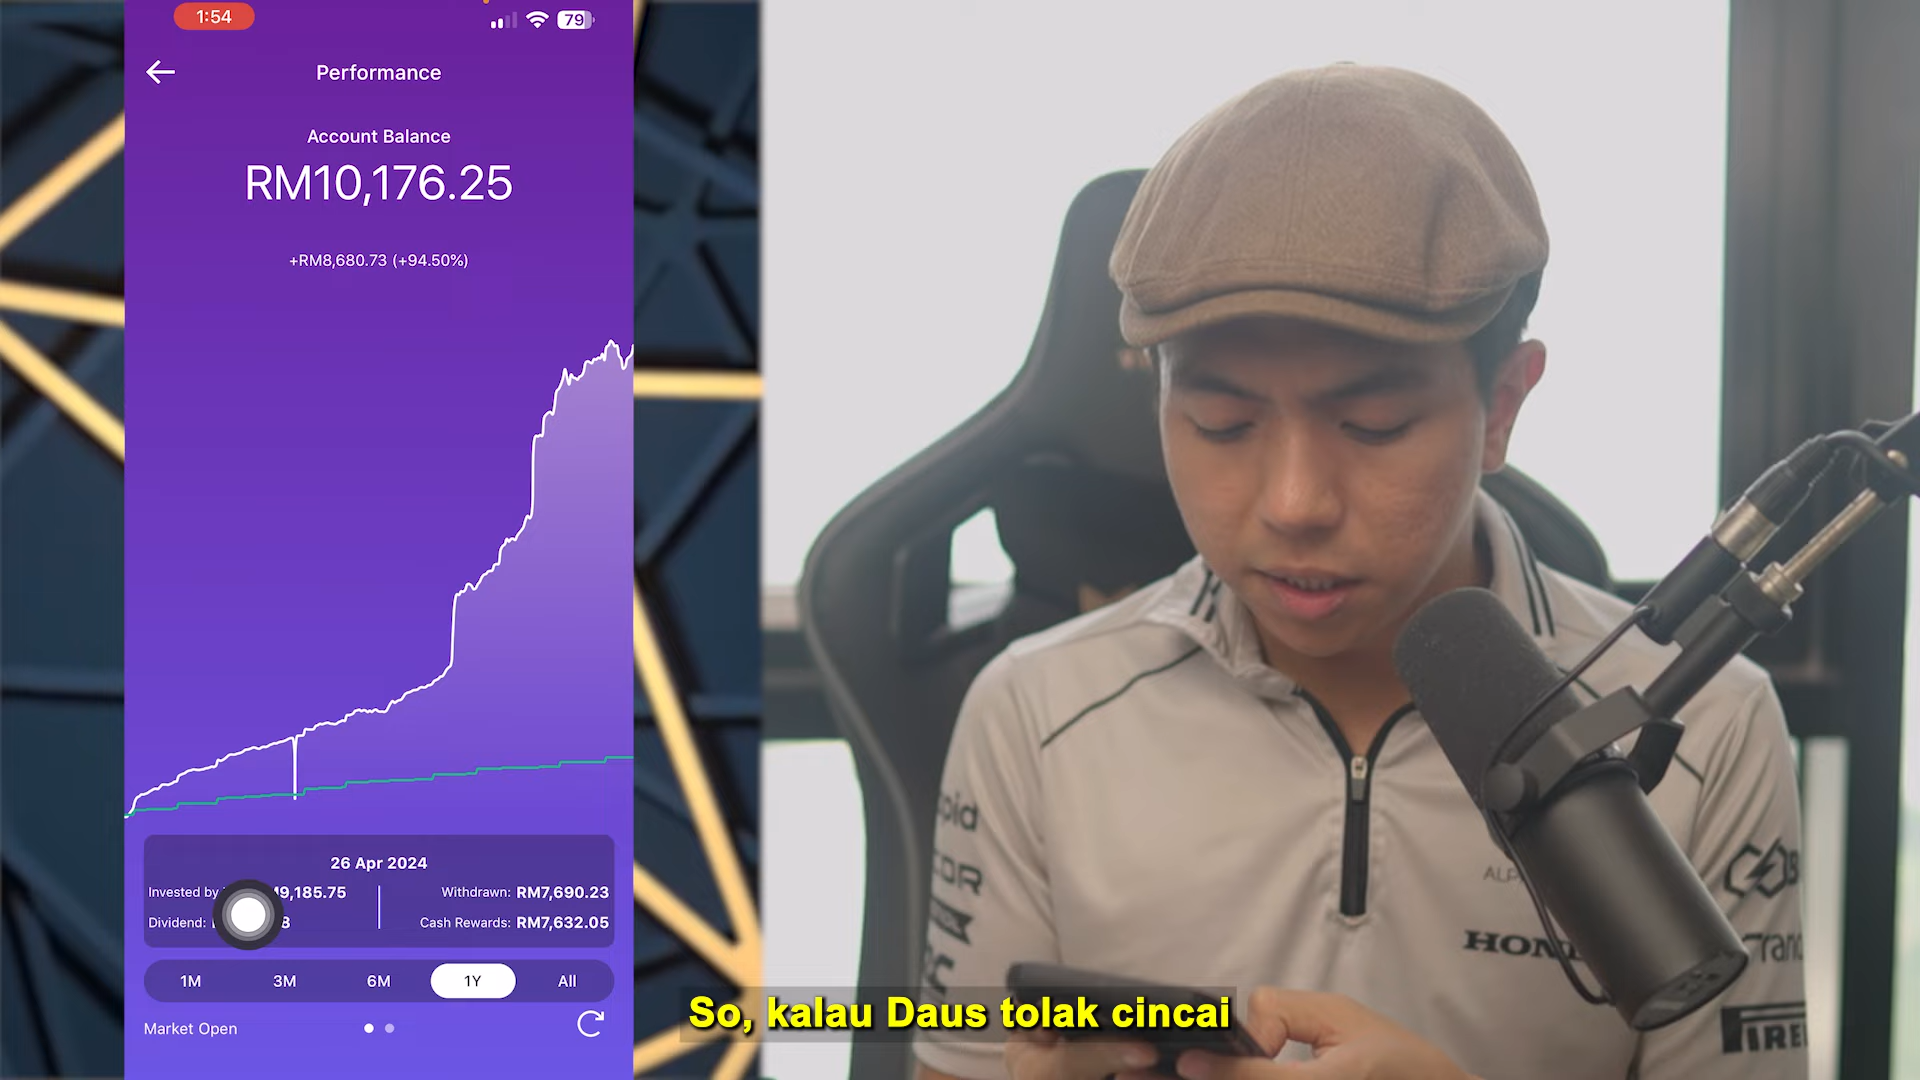 1:54
79
Performance
Account Balance
RM10,176.25
+RM8,680.73 (+94.50%)
26 Apr 2024
Invested by 9,185.75
Withdrawn: RM7,690.23
Dividend:
Cash Rewards: RM7,632.05
1M 3M 6M 1Y All
Market Open
So, kalau Daus tolak cincai